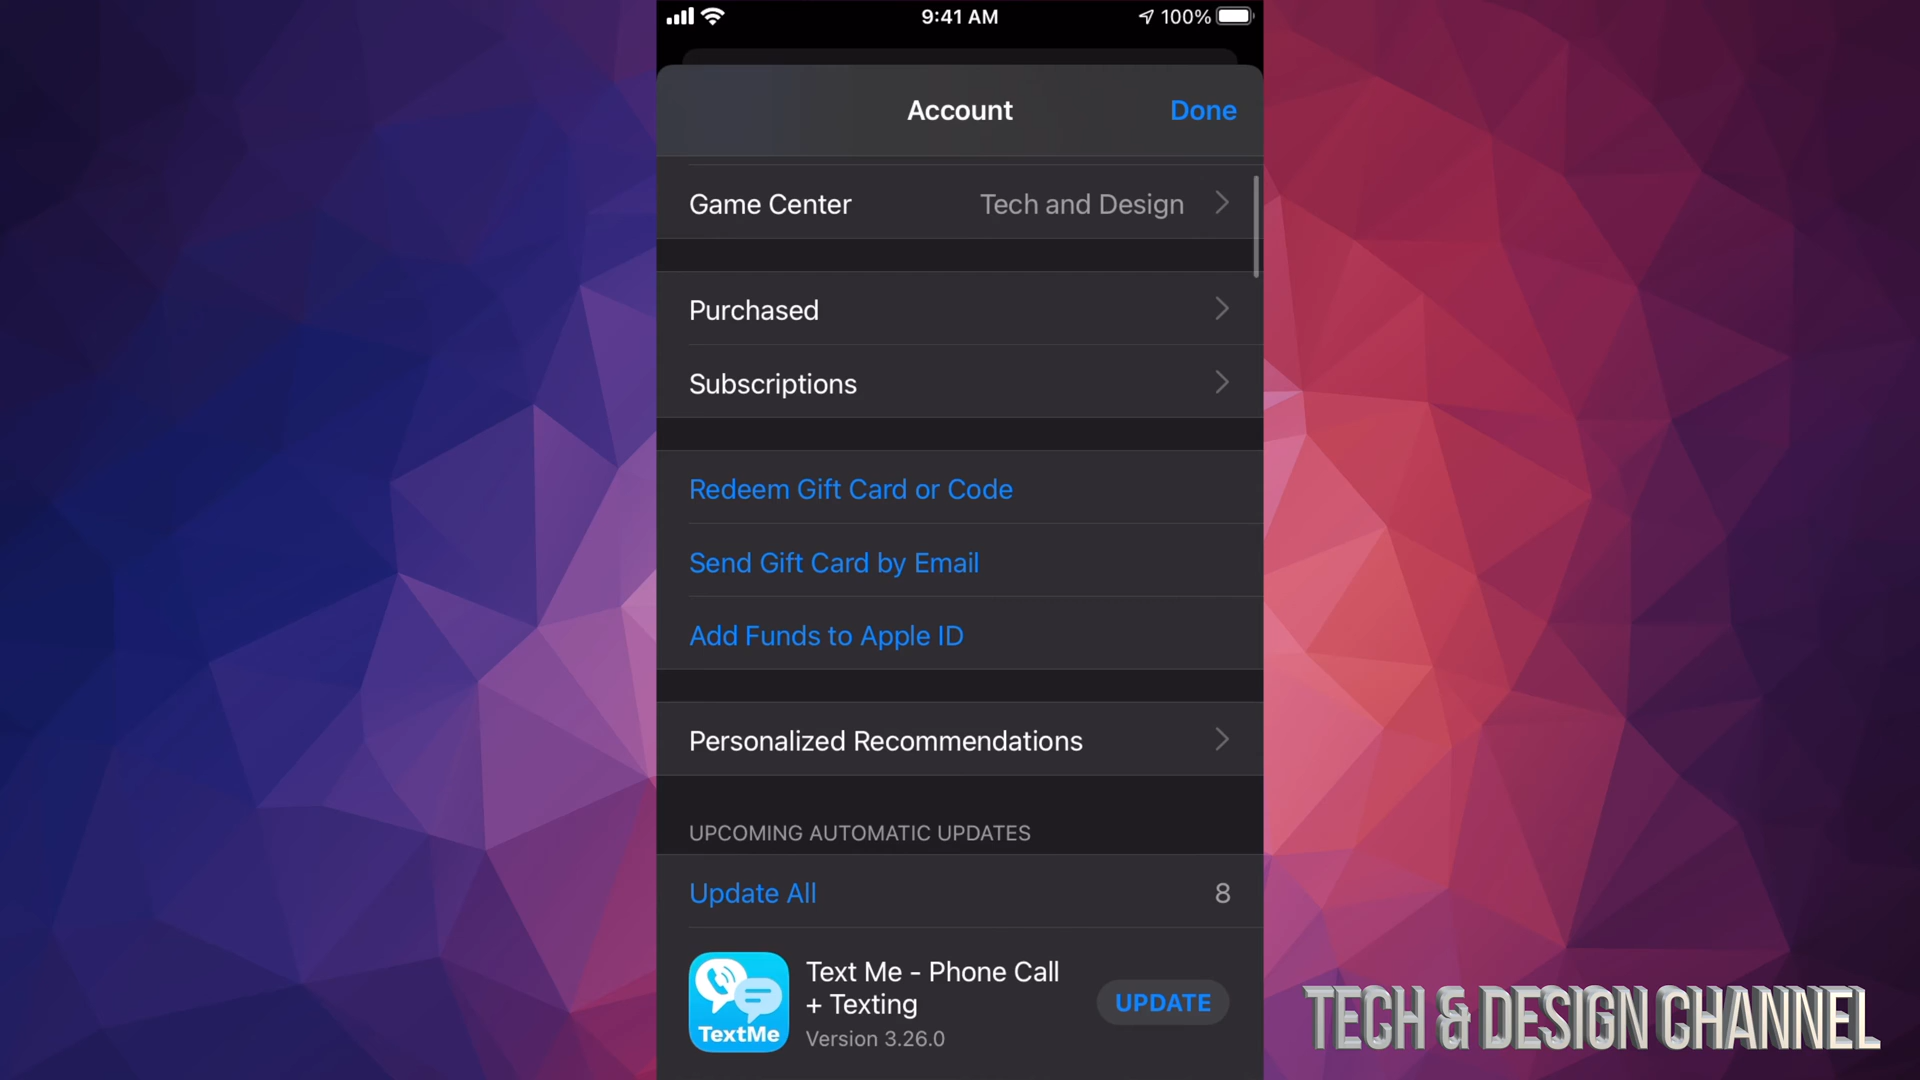 9:41 AM
100%
Account
Done
Game Center
Tech and Design
Purchased
Subscriptions
Redeem Gift Card or Code
Send Gift Card by Email
Add Funds to Apple ID
Personalized Recommendations
UPCOMING AUTOMATIC UPDATES
Update All
8
TextMe
Text Me - Phone Call
+ Texting
Version 3.26.0
UPDATE
TECH & DESIGN CHANNEL